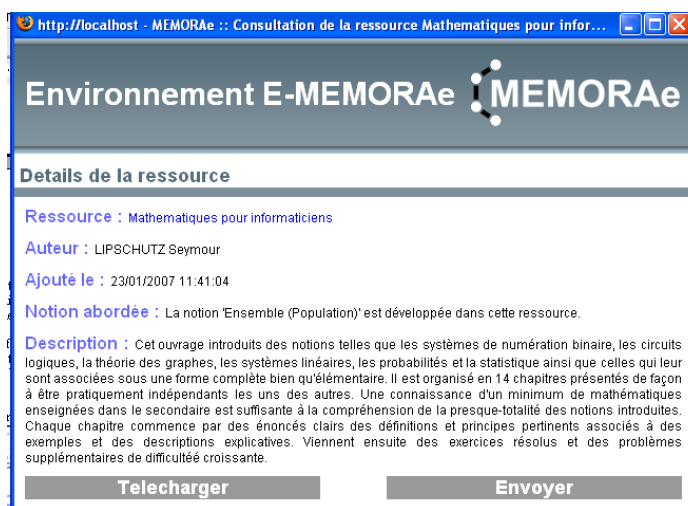 http://localhost - MEMORAe :: Consultation de la ressource Mathematiques pour infor...
Environnement E-MEMORAe MEMORAe
Details de la ressource
Ressource : Mathematiques pour informaticiens
Auteur : LIPSCHUTZ Seymour
Ajouté le : 23/01/2007 11:41:04
Notion abordée : La notion 'Ensemble (Population)' est développée dans cette ressource.
Description : Cet ouvrage introduits des notions telles que les systèmes de numération binaire, les circuits
logiques, la théorie des graphes, les systèmes linéaires, les probabilités et la statistique ainsi que celles qui leur
sont associées sous une forme complète bien qu'élémentaire. Il est organisé en 14 chapitres présentés de façon
à être pratiquement indépendants les uns des autres. Une connaissance d'un minimum de mathématiques
enseignées dans le secondaire est suffisante à la compréhension de la presque-totalité des notions introduites.
Chaque chapitre commence par des énoncés clairs des définitions et principes pertinents associés à des
exemples et des descriptions explicatives. Viennent ensuite des exercices résolus et des problèmes
supplémentaires de difficultéé croissante.
Telecharger Envoyer